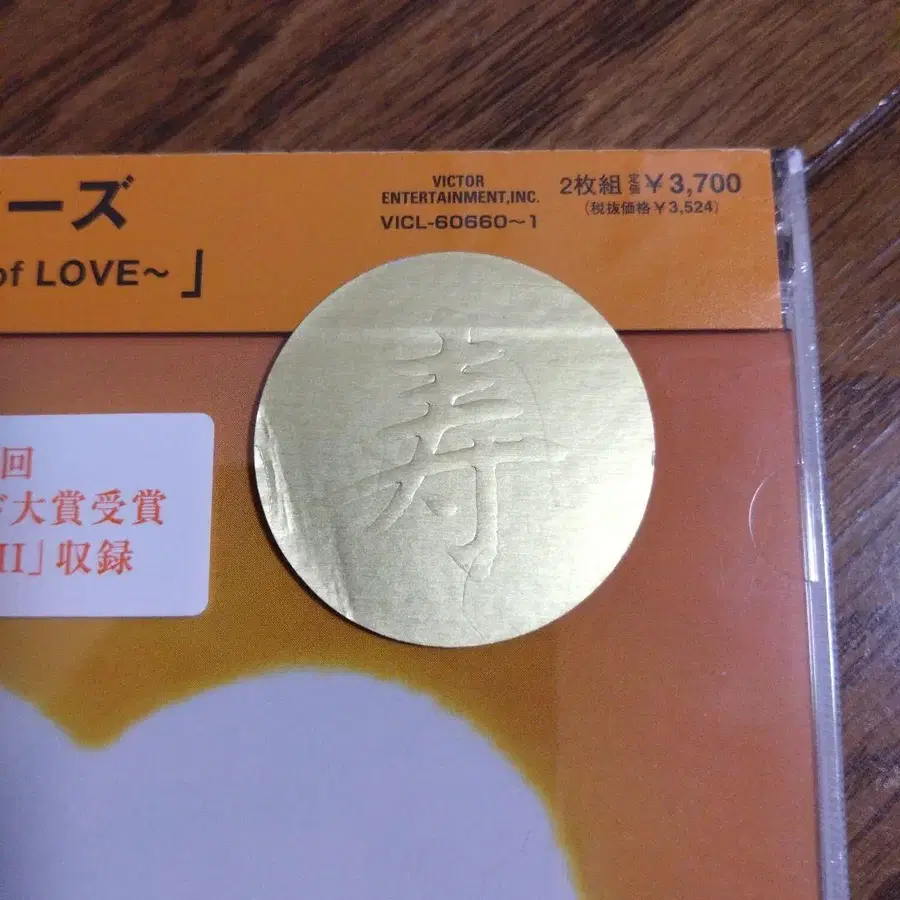 ーズ
of LOVE～」
VICTOR
ENTERTAINMENT,INC.
VICL-60660～1
2枚組 定価 ￥3,700
(税抜価格￥3,524)
寿
回
大賞受賞
II」収録